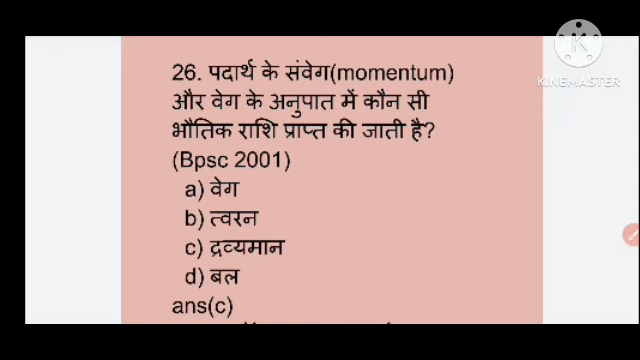 26. पदार्थ के संवेग(momentum)
और वेग के अनुपात में कौन सी
भौतिक राशि प्राप्त की जाती है?
(Bpsc 2001)
a) वेग
b) त्वरन
c) द्रव्यमान
d) बल
ans(c)
KINEMASTER